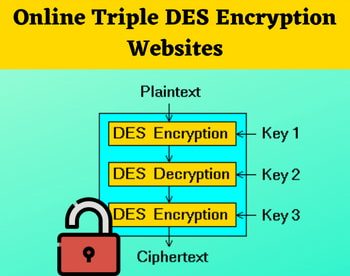 Online Triple DES Encryption
Websites
Plaintext
DES Encryption Key 1
DES Decryption Key 2
DES Encryption Key 3
Ciphertext